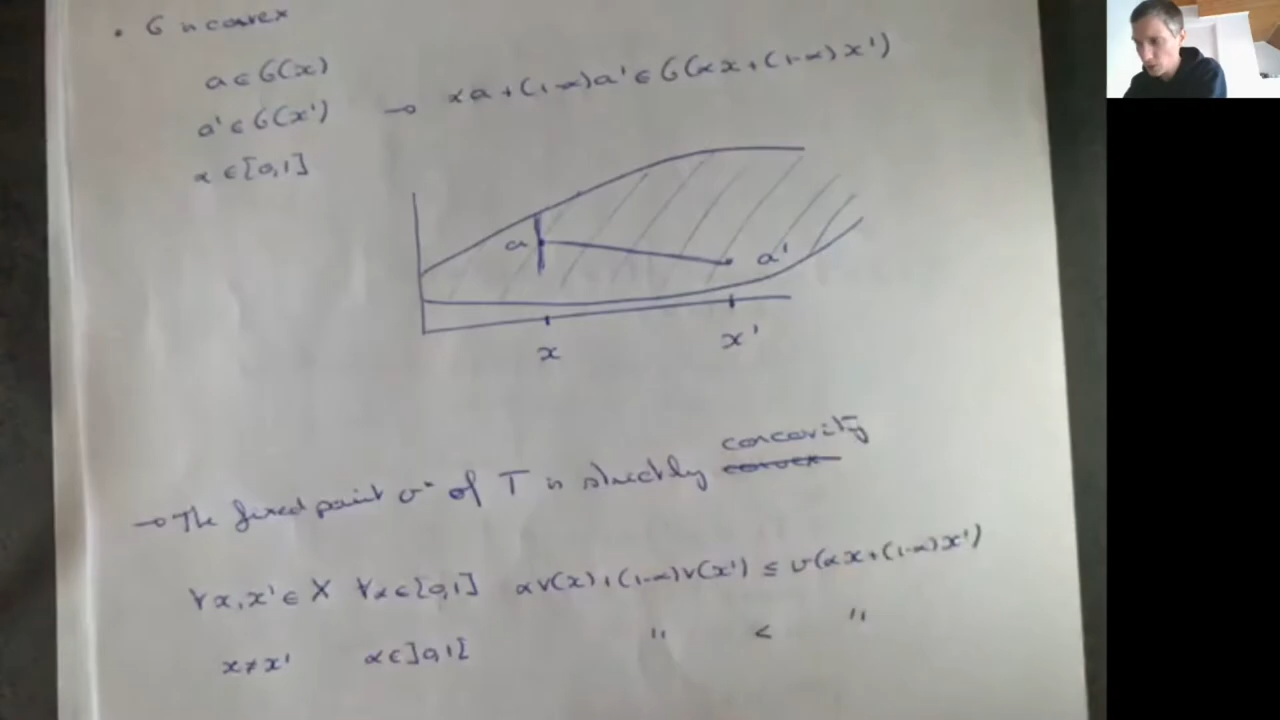 • G is convex
a ∈ G(x)
a' ∈ G(x') → αa + (1-α)a' ∈ G(αx + (1-α)x')
α ∈ [0,1]
a
a'
x
x'
concavity
→ The fixed point v* of T is strictly convex
∀x,x' ∈ X ∀α ∈ [0,1] αv(x) + (1-α)v(x') ≤ v(αx + (1-α)x')
x ≠ x' α ∈ ]0,1[ " < "